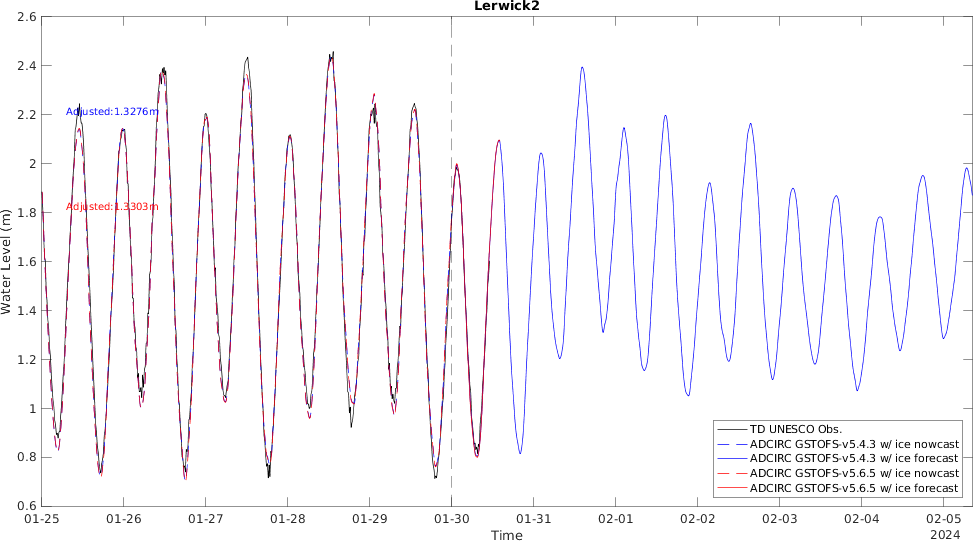 Lerwick2
2.6
2.4
2.2
2
1.8
1.6
1.4
1.2
1
0.8
0.6
Water Level (m)
Adjusted:1.3276m
Adjusted:1.3303m
TD UNESCO Obs.
ADCIRC GSTOFS-v5.4.3 w/ ice nowcast
ADCIRC GSTOFS-v5.4.3 w/ ice forecast
ADCIRC GSTOFS-v5.6.5 w/ ice nowcast
ADCIRC GSTOFS-v5.6.5 w/ ice forecast
01-25 01-26 01-27 01-28 01-29 01-30 01-31 02-01 02-02 02-03 02-04 02-05
Time
2024